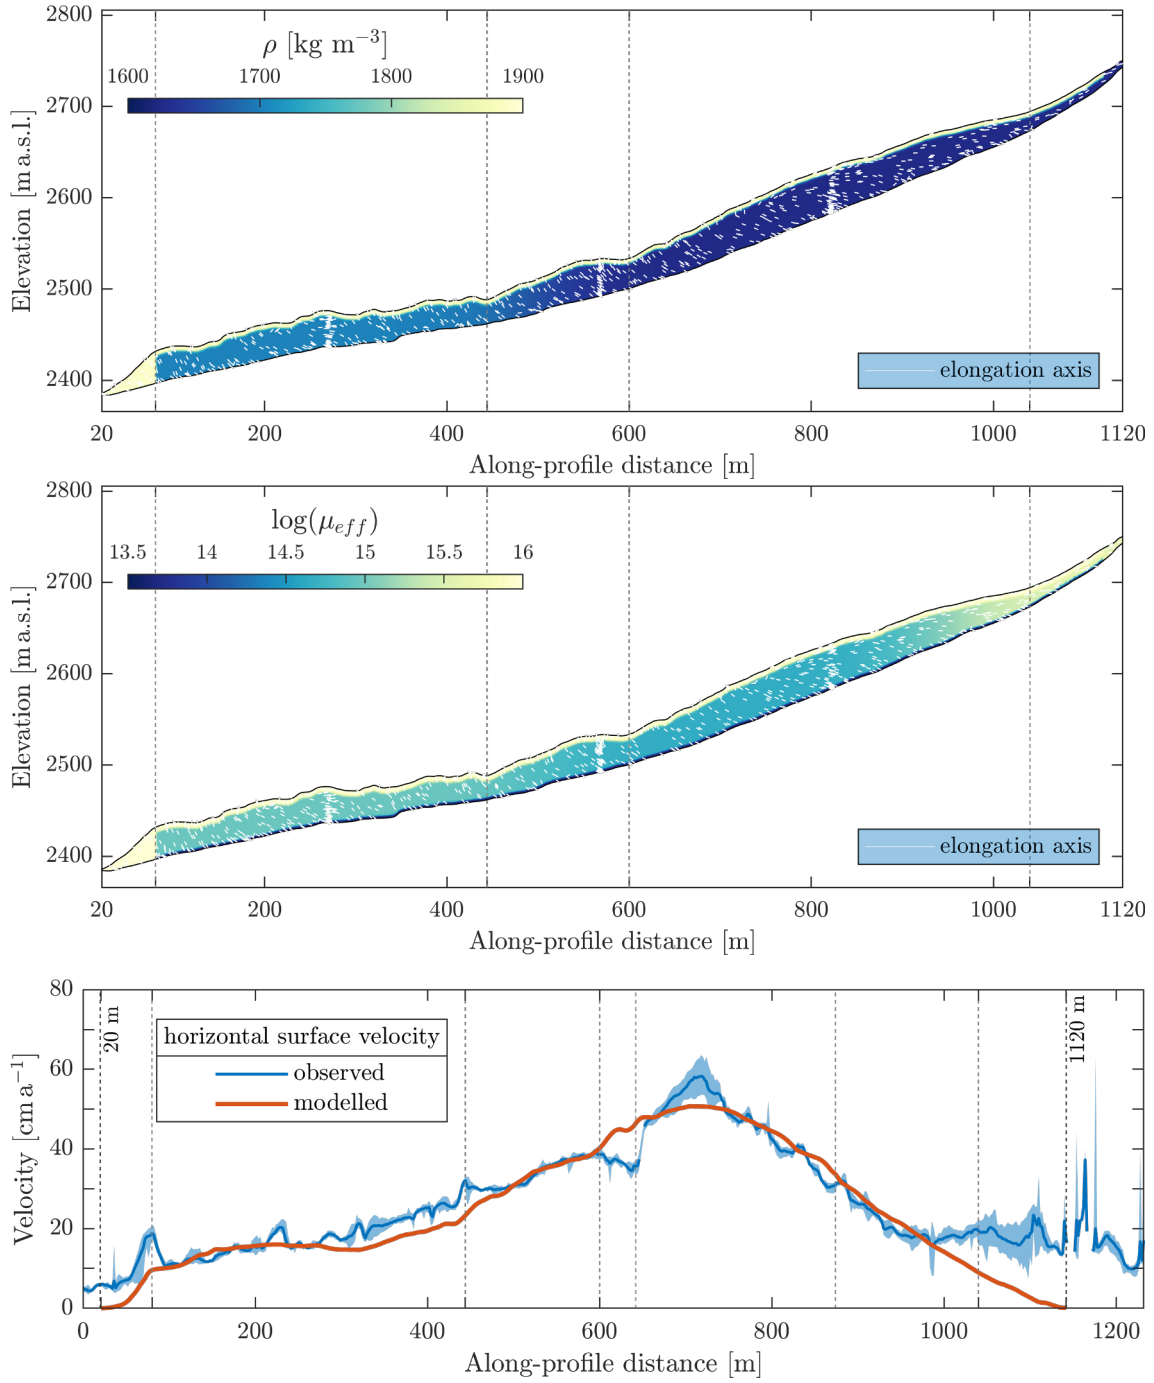 2800
ρ [kg m⁻³]
1600 1700 1800 1900
2700
2600
2500
2400
Elevation [m a.s.l.]
elongation axis
20 200 400 600 800 1000 1120
Along-profile distance [m]
2800
log(μ_eff)
13.5 14 14.5 15 15.5 16
2700
2600
2500
2400
Elevation [m a.s.l.]
elongation axis
20 200 400 600 800 1000 1120
Along-profile distance [m]
80
60
40
20
0
Velocity [cm a⁻¹]
20 m
horizontal surface velocity
observed
modelled
1120 m
0 200 400 600 800 1000 1200
Along-profile distance [m]